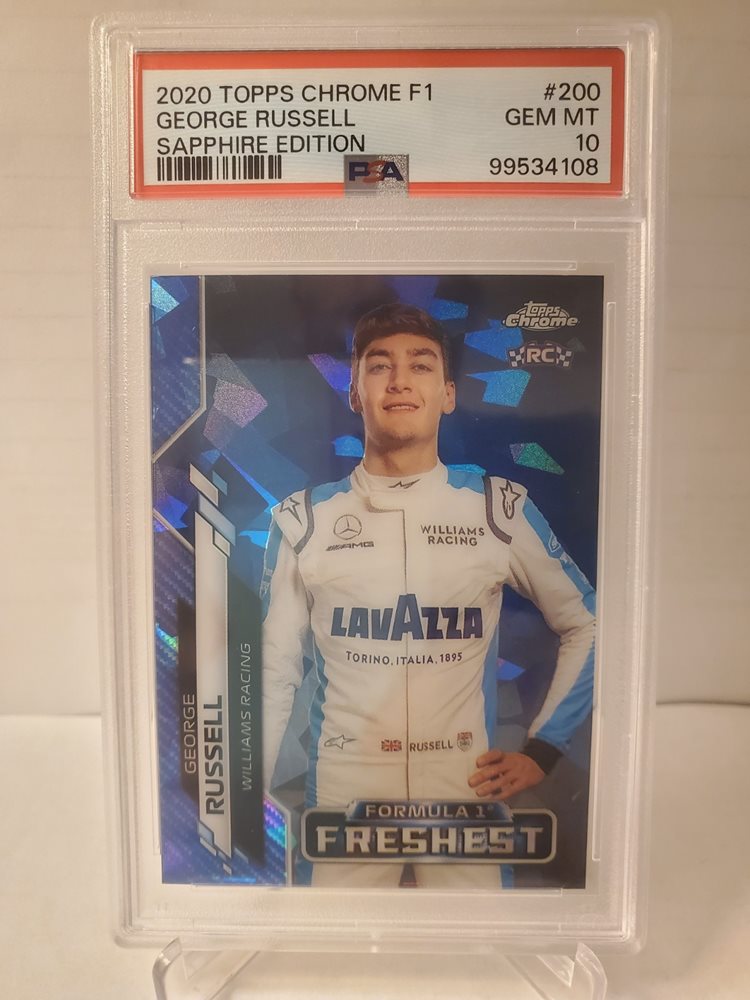 2020 TOPPS CHROME F1 #200
GEORGE RUSSELL GEM MT
SAPPHIRE EDITION 10
PSA 99534108
Topps
Chrome
RC
AMG
WILLIAMS
RACING
LAVAZZA
TORINO, ITALIA, 1895
RUSSELL
GEORGE
RUSSELL
WILLIAMS RACING
FORMULA 1®
FRESHEST